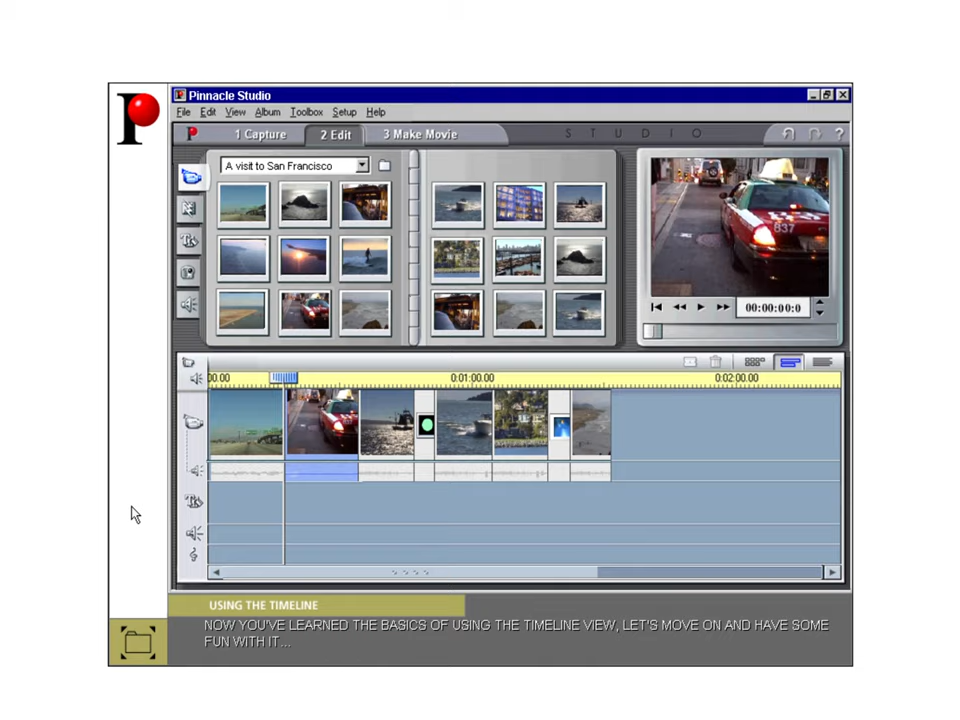 Pinnacle Studio
File Edit View Album Toolbox Setup Help
1 Capture 2 Edit 3 Make Movie STUDIO ?
A visit to San Francisco
837
00:00:00:0
00.00 0:01:00.00 0:02:00.00
USING THE TIMELINE
NOW YOU'VE LEARNED THE BASICS OF USING THE TIMELINE VIEW, LET'S MOVE ON AND HAVE SOME
FUN WITH IT...